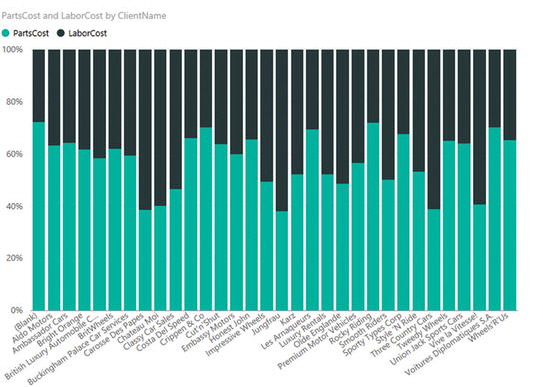 PartsCost and LaborCost by ClientName
PartsCost LaborCost
100%
80%
60%
40%
20%
0%
(Blank)
Aldo Motors
Ambassador Cars
Bright Orange
British Luxury Automobile C...
BritWheels
Buckingham Palace Car Services
Carosse Des Papes
Chateau Moi
Classy Car Sales
Costa Del Speed
Crippen & Co
Cut'n'Shut
Embassy Motors
Honest John
Impressive Wheels
Jungfrau
Karz
Les Arnaqueurs
Luxury Rentals
Olde Englande
Premium Motor Vehicles
Rocky Riding
Smooth Riders
Sporty Types Corp
Style 'N Ride
Three Country Cars
Tweedy Wheels
Union Jack Sports Cars
Vive la Vitesse!
Voitures Diplomatiques S.A.
Wheels'R'Us